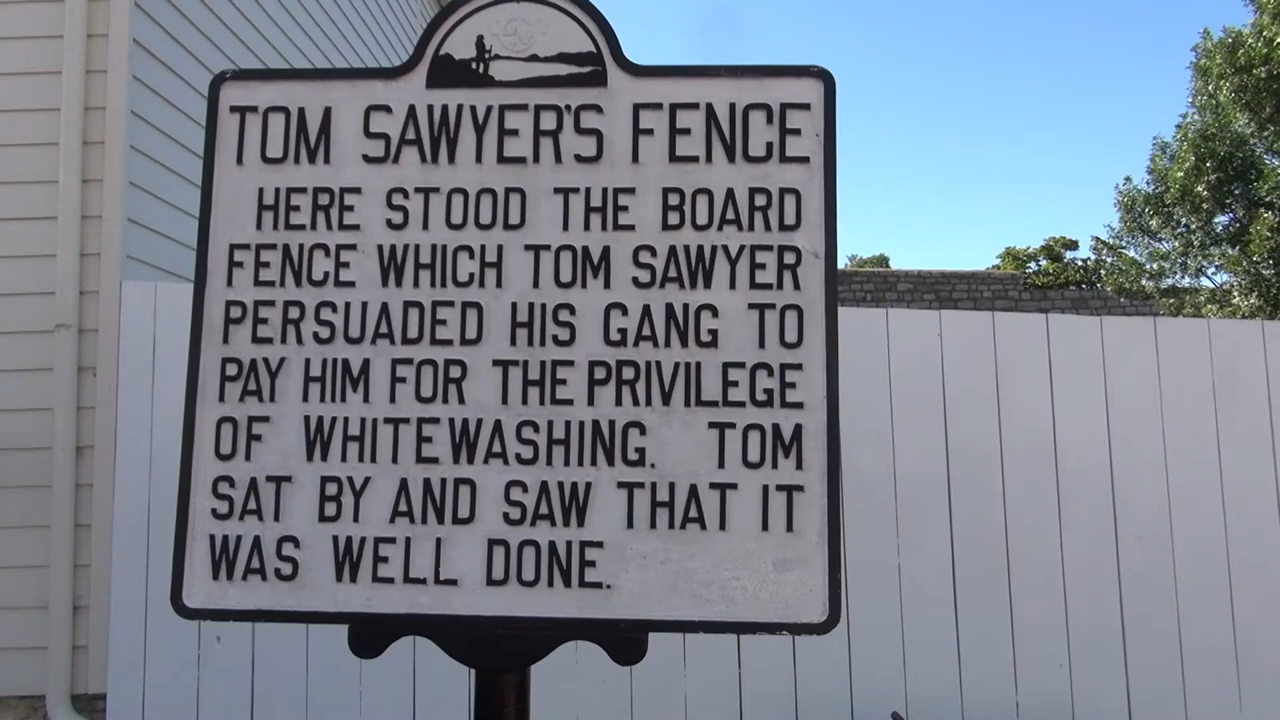 TOM SAWYER'S FENCE
HERE STOOD THE BOARD
FENCE WHICH TOM SAWYER
PERSUADED HIS GANG TO
PAY HIM FOR THE PRIVILEGE
OF WHITEWASHING. TOM
SAT BY AND SAW THAT IT
WAS WELL DONE.